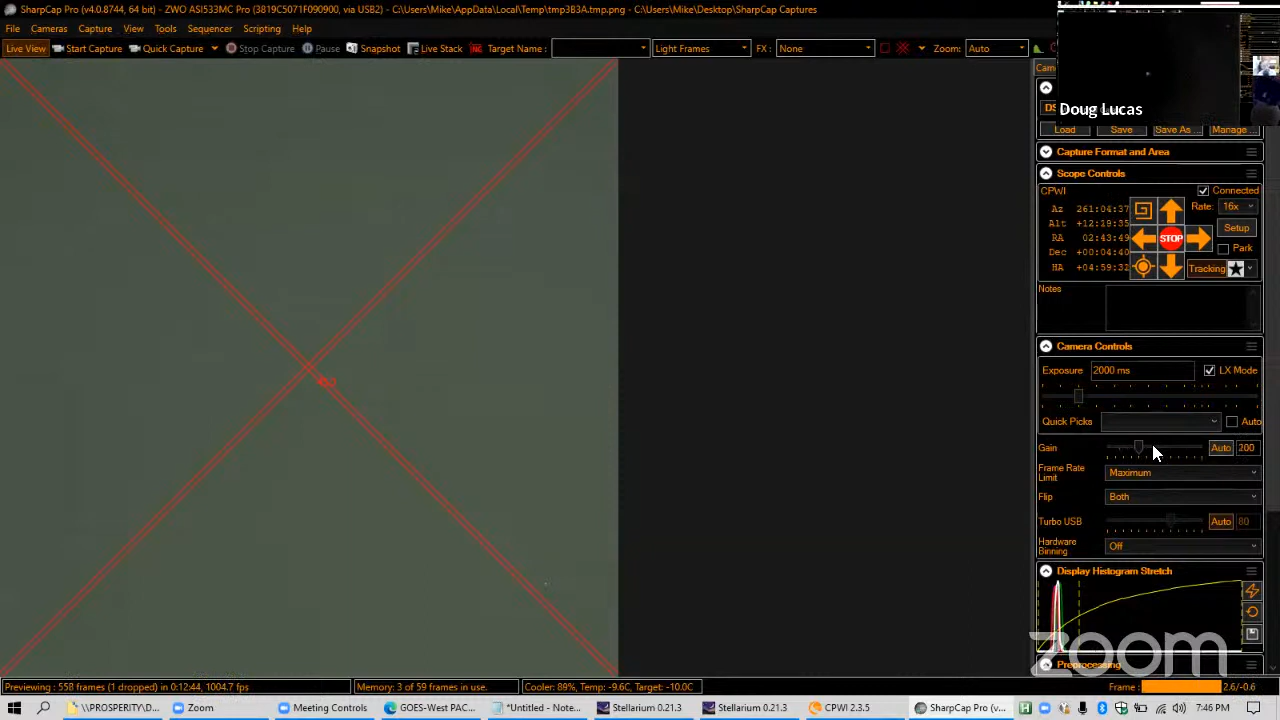 SharpCap Pro (v4.0.8744, 64 bit) - ZWO ASI533MC Pro (3819C5071F090900, via USB2) - C:\Users\Mike\AppData\Local\Temp\tmp3B3A.tmp.png - C:\Users\Mike\Desktop\SharpCap Captures
File Cameras Capture View Tools Sequencer Scripting Help
Live View Start Capture Quick Capture Stop Capture Pause Snapshot Live Stack Target Name : Light Frames FX : None Zoom: Auto
Doug Lucas
Load Save Save As ... Manage ...
Capture Format and Area
Scope Controls
CPWI Connected
Az 261:04:37 Rate: 16x
Alt +12:19:35
RA 02:43:49 STOP Setup
Dec +00:04:40 Park
HA +04:59:32 Tracking
Notes
Camera Controls
Exposure 2000 ms LX Mode
Quick Picks Auto
Gain Auto 200
Frame Rate Limit Maximum
Flip Both
Turbo USB Auto 80
Hardware Binning Off
Display Histogram Stretch
zoom
Preprocessing
Previewing : 558 frames (1 dropped) in 0:12:44, 1004.7 fps Memory: 3 of 59 frames in use. Cooler: 89%, Temp: -9.6C, Target: -10.0C Frame : 2.6/-0.6
\\PROSPERITY\D... Zoom Meeting Controls GOES-East PAC... *Untitled - Note... Stellarium 0.21.3 Stellarium 0.21.3 CPWI 2.3.5 SharpCap Pro (v... 7:46 PM